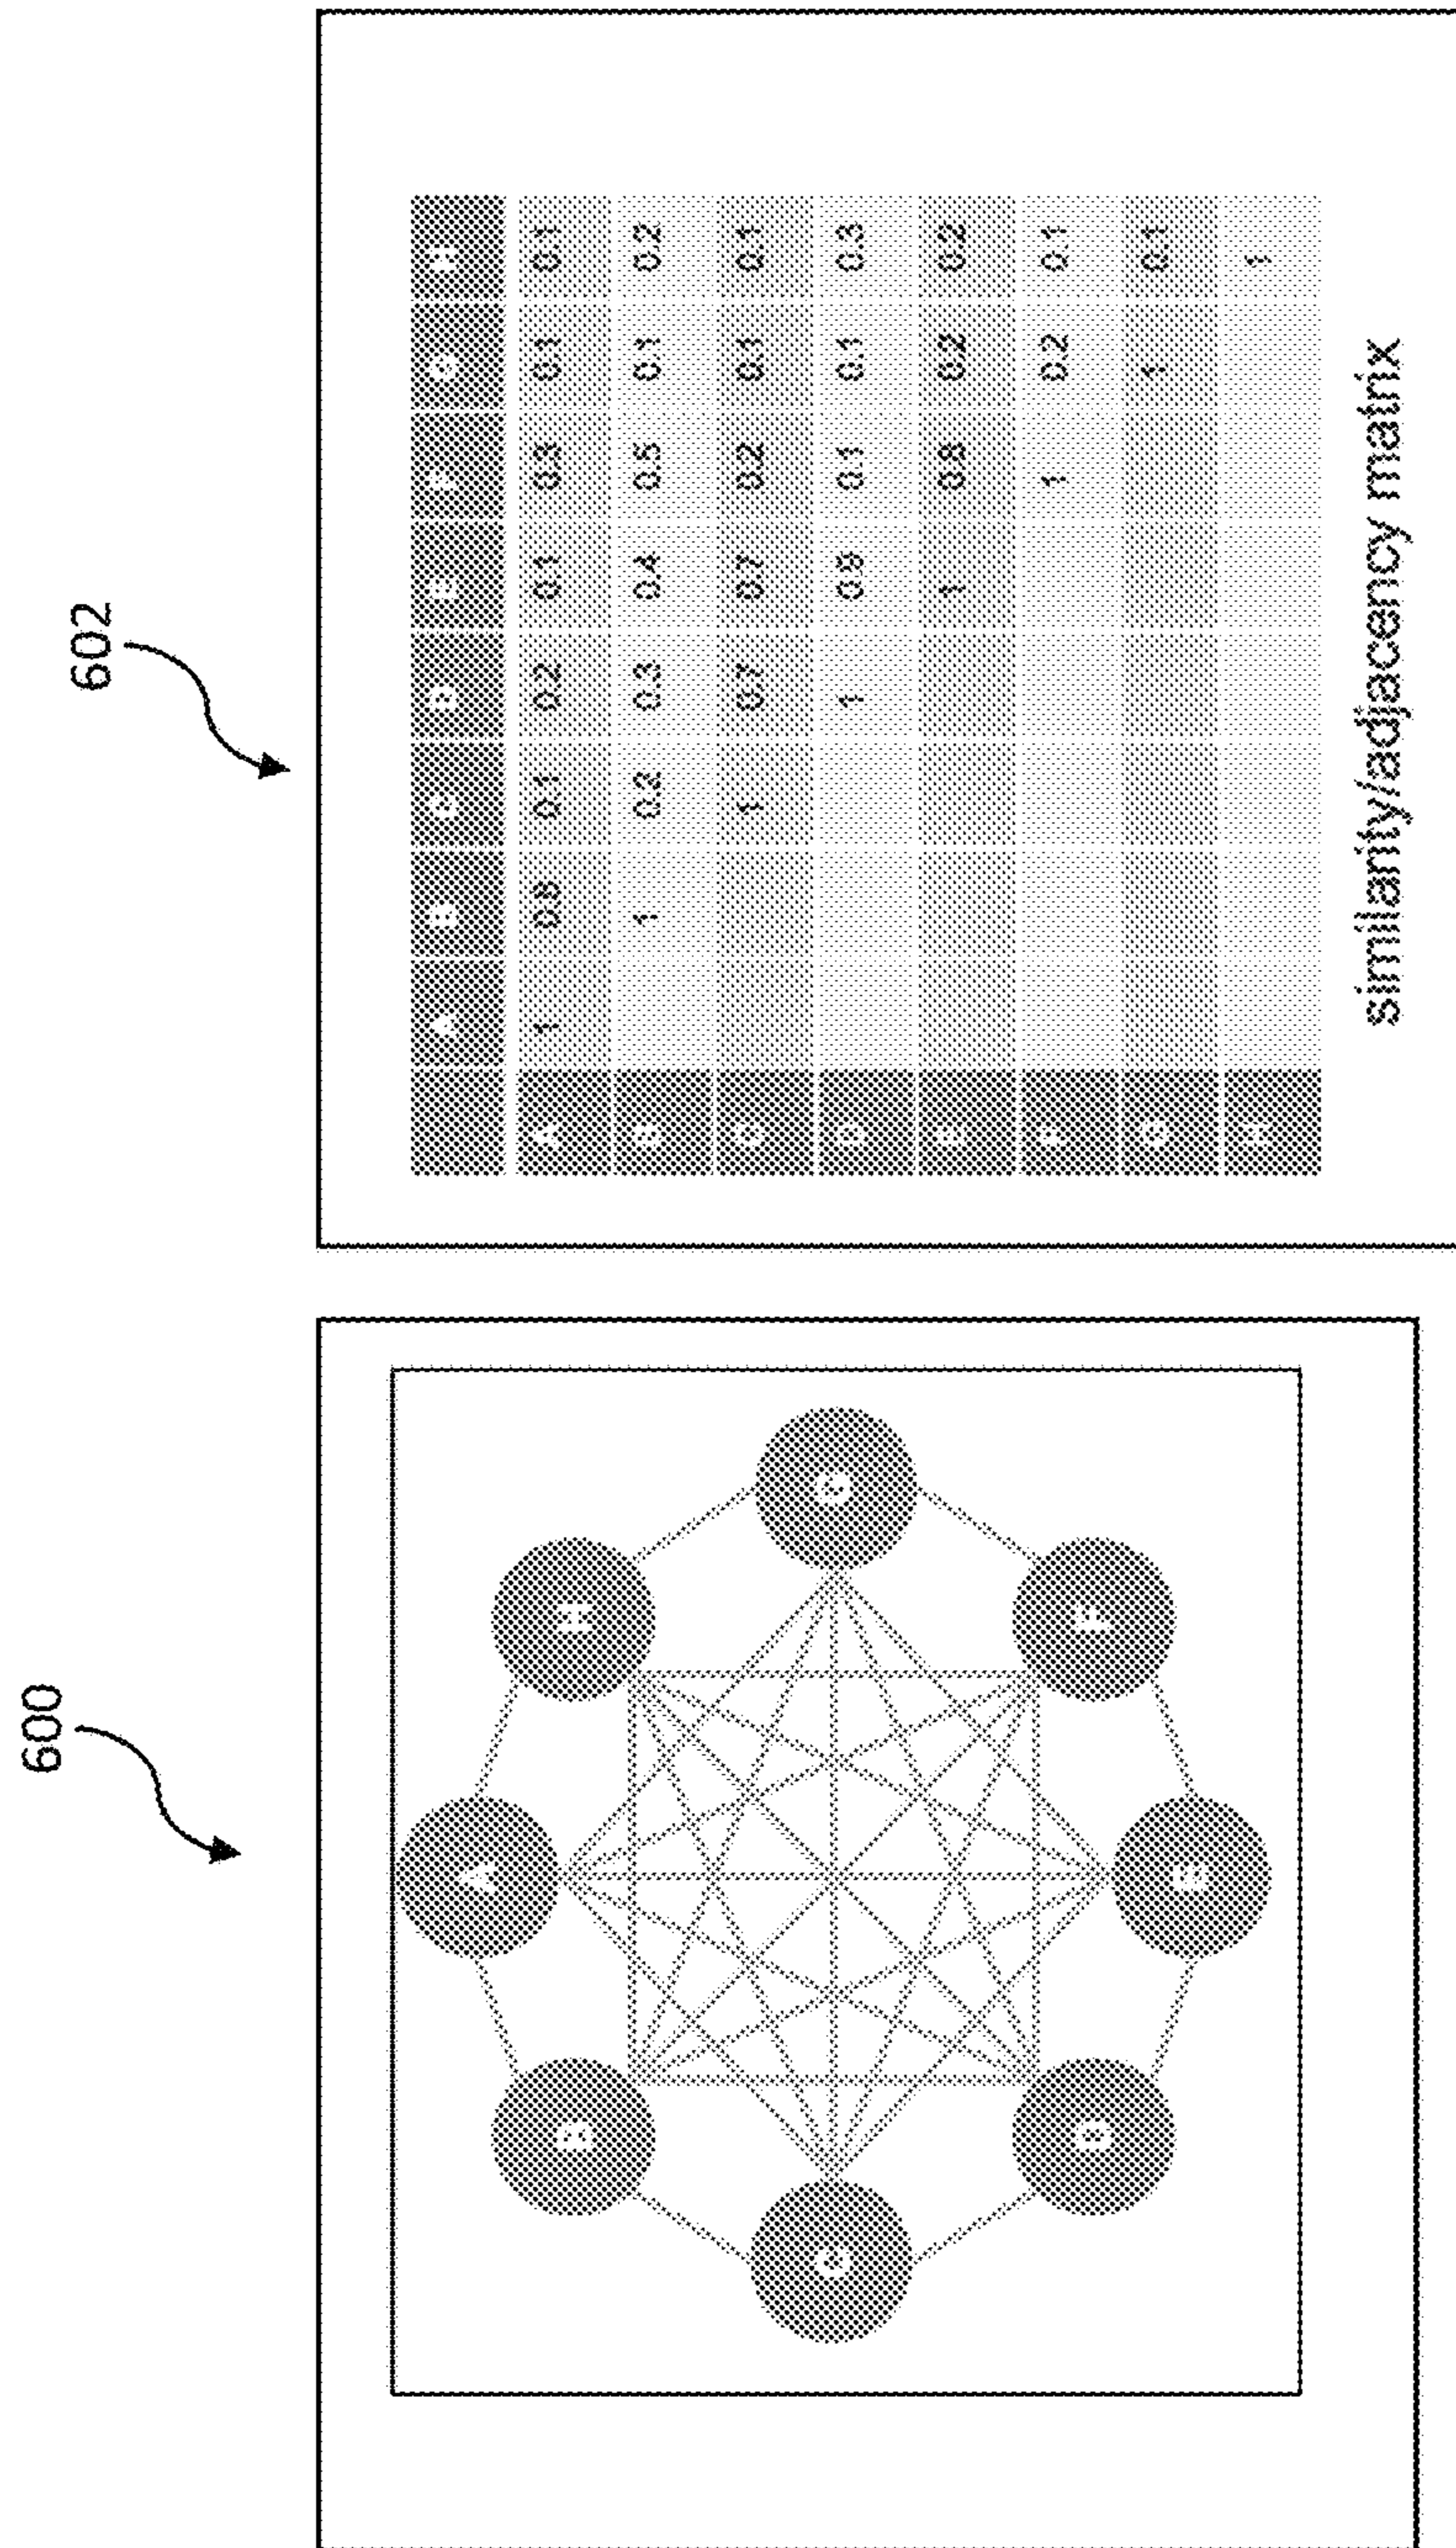 600
A
B
H
C
G
D
F
E
602
A B C D E F G H
A 1 0.8 0.1 0.2 0.1 0.3 0.1 0.1
B 1 0.2 0.3 0.4 0.5 0.1 0.2
C 1 0.7 0.7 0.2 0.1 0.1
D 1 0.9 0.1 0.1 0.3
E 1 0.8 0.2 0.2
F 1 0.2 0.1
G 1 0.1
H 1
similarity/adjacency matrix